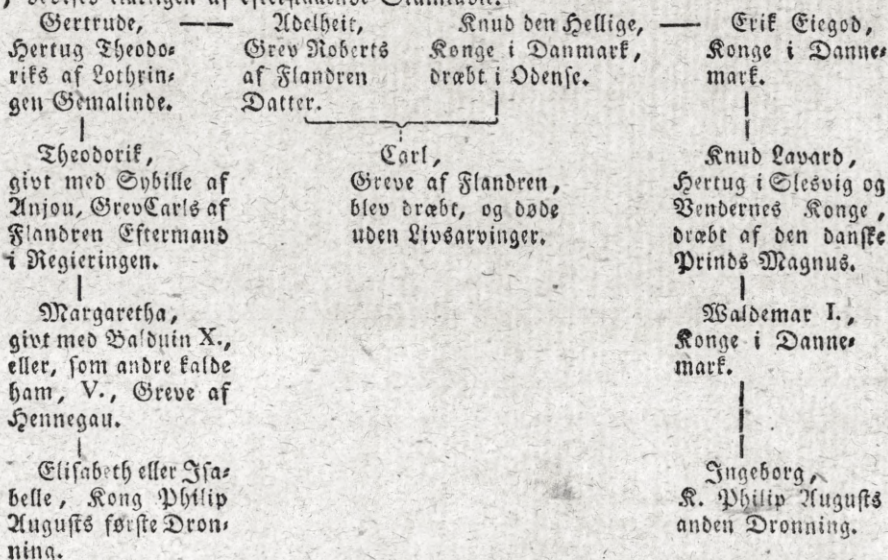 Gertrude,
Hertug Theodo-
riks af Lothrin-
gen Gemalinde.
Adelheit,
Grev Roberts
af Flandren
Datter.
Knud den Hellige,
Konge i Danmark,
dræbt i Odense.
Erik Eiegod,
Konge i Danne-
mark.
Theodorik,
givt med Sybille af
Anjou, Grev Carls af
Flandren Eftermand
i Regieringen.
Carl,
Greve af Flandren,
blev dræbt, og døde
uden Livsarvinger.
Knud Lavard,
Hertug i Slesvig og
Vendernes Konge,
dræbt af den danske
Prinds Magnus.
Margaretha,
givt med Balduin X.,
eller, som andre kalde
ham, V., Greve af
Hennegau.
Waldemar I.,
Konge i Danne-
mark.
Elisabeth eller Isa-
belle, Kong Philip
Augusts første Dron-
ning.
Ingeborg,
K. Philip Augusts
anden Dronning.